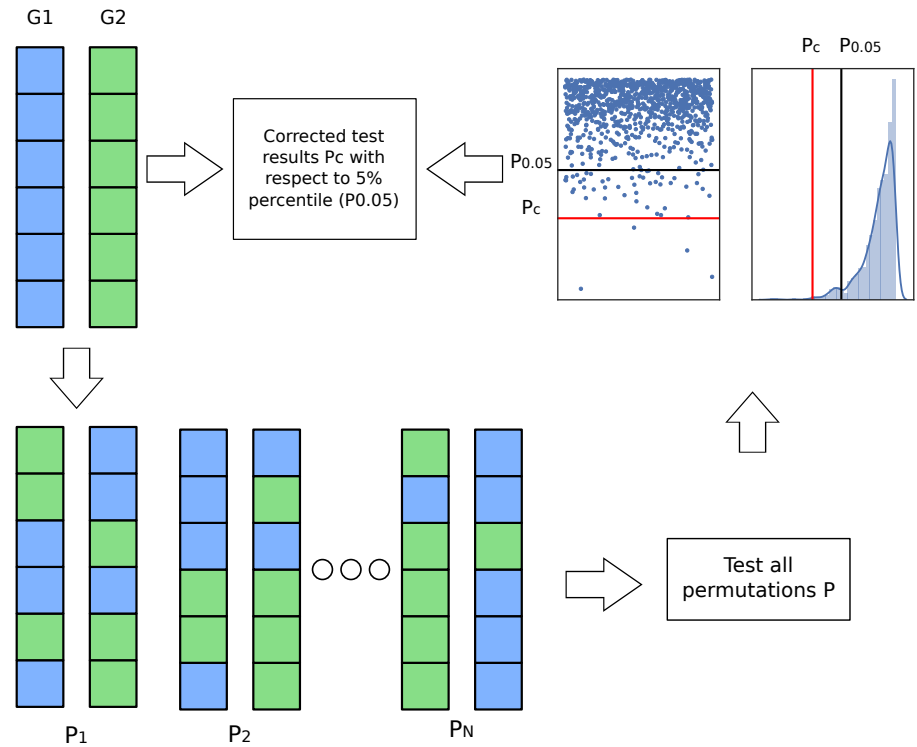 G1 G2
Corrected test
results Pc with
respect to 5%
percentile (P0.05)
P0.05
Pc
Pc P0.05
P1
P2
PN
Test all
permutations P